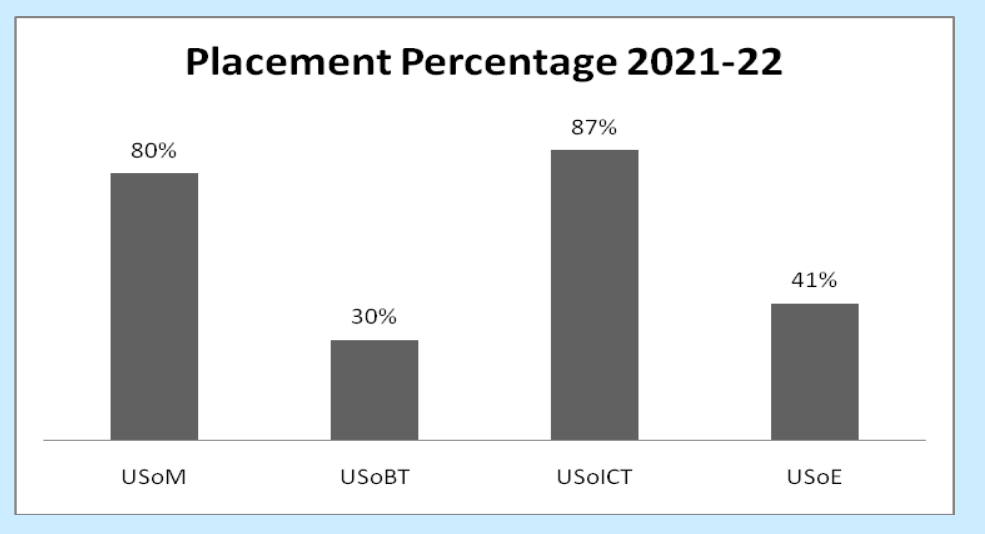 Placement Percentage 2021-22
87%
80%
41%
30%
USoM USoBT USoICT USoE